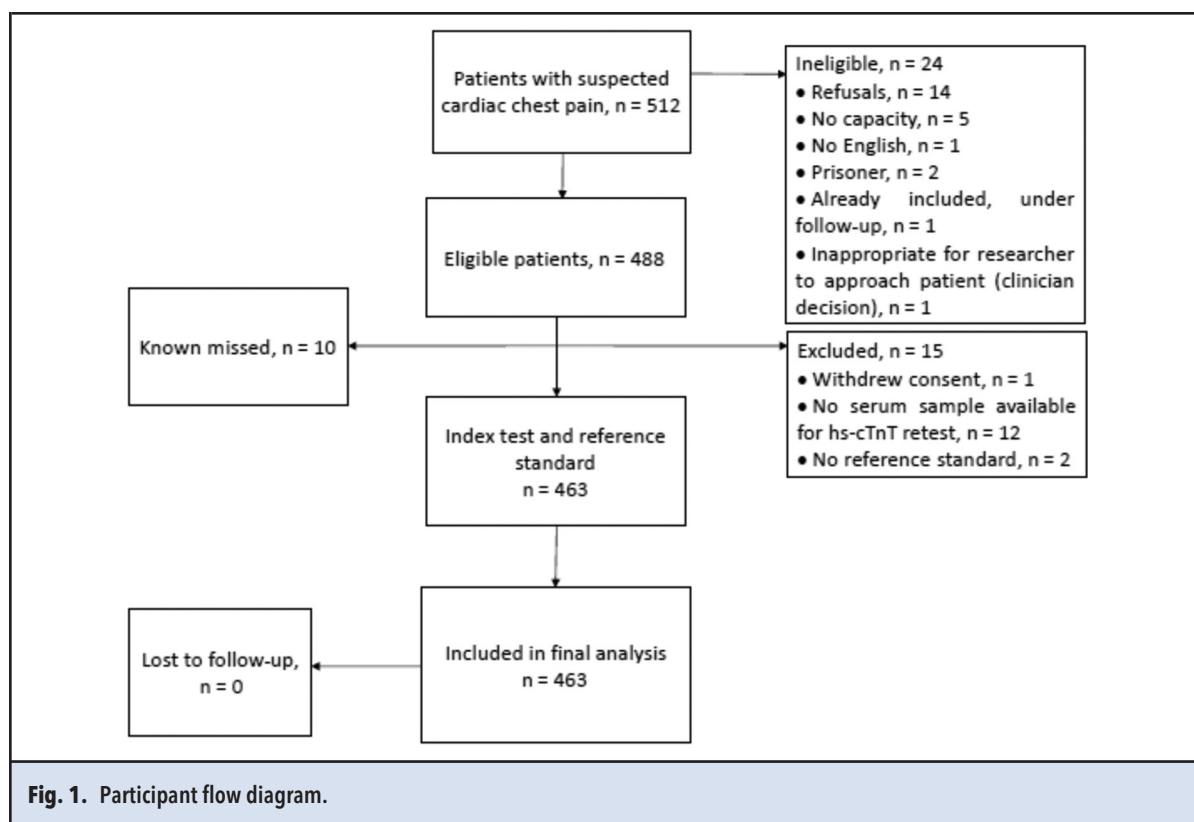 Patients with suspected
cardiac chest pain, n = 512
Ineligible, n = 24
● Refusals, n = 14
● No capacity, n = 5
● No English, n = 1
● Prisoner, n = 2
● Already included, under
follow-up, n = 1
● Inappropriate for researcher
to approach patient (clinician
decision), n = 1
Eligible patients, n = 488
Known missed, n = 10
Excluded, n = 15
● Withdrew consent, n = 1
● No serum sample available
for hs-cTnT retest, n = 12
● No reference standard, n = 2
Index test and reference
standard
n = 463
Lost to follow-up,
n = 0
Included in final analysis
n = 463
Fig. 1. Participant flow diagram.